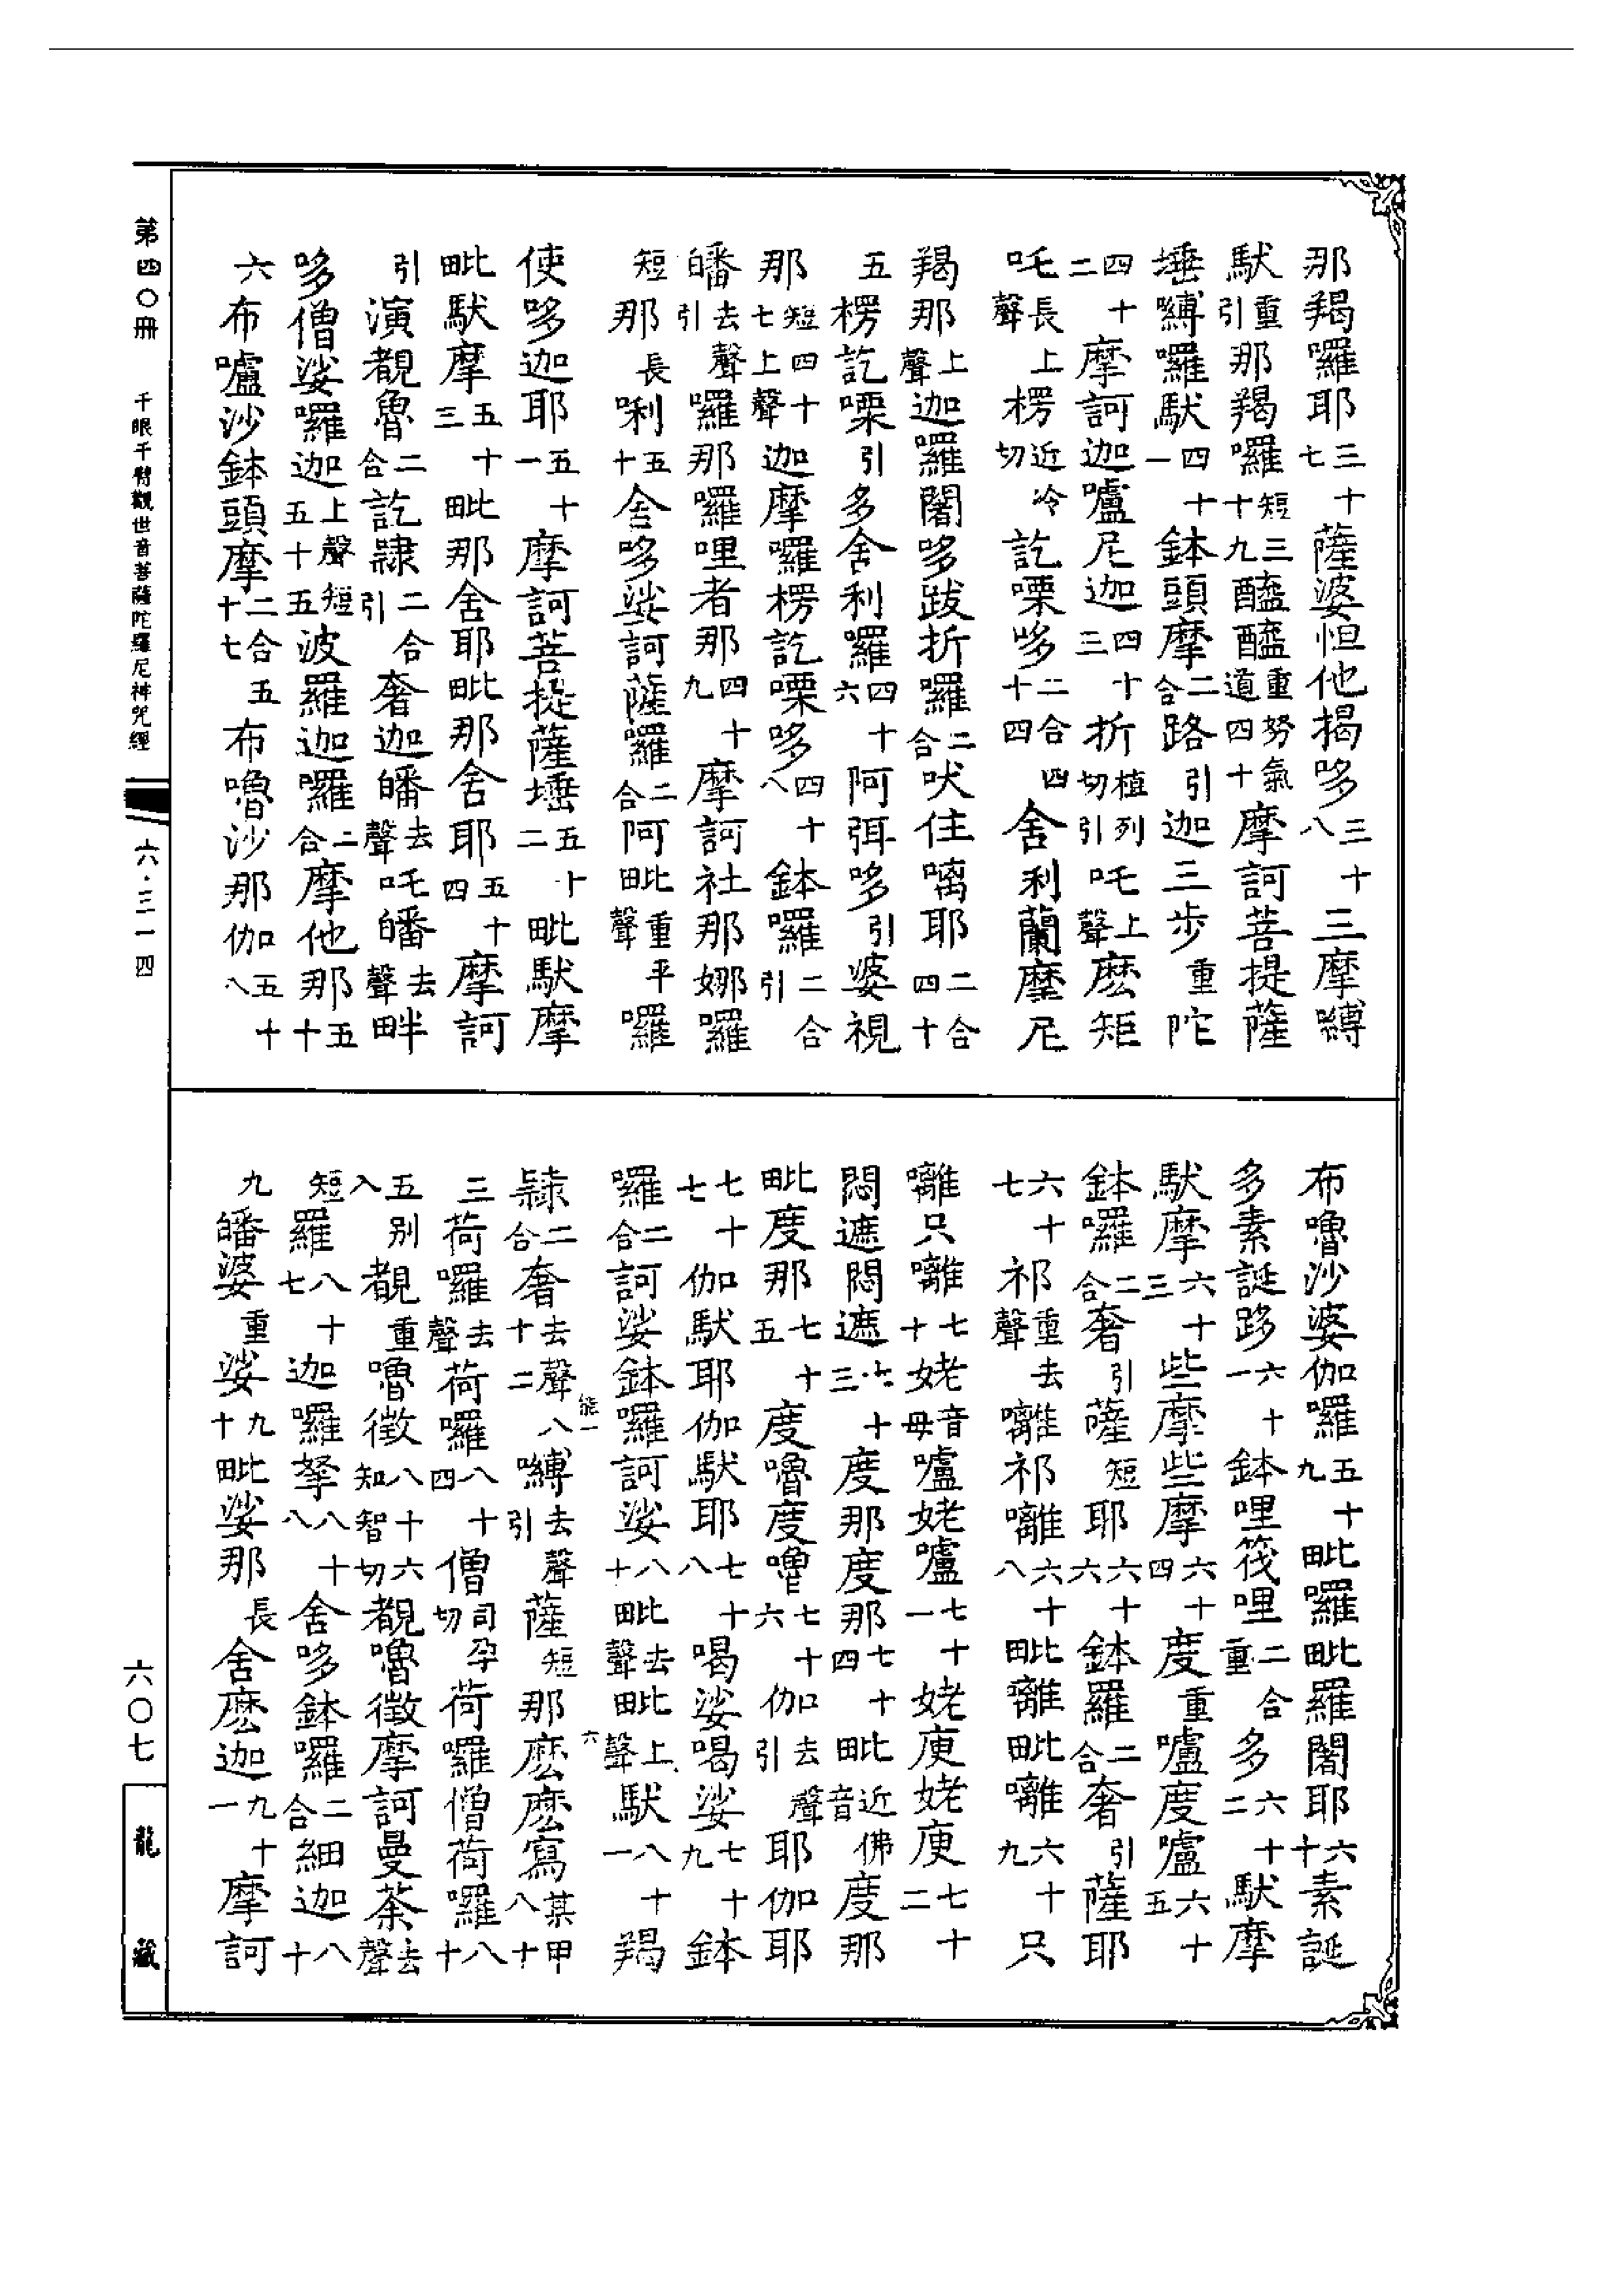 那羯囉耶三十七薩婆怛他揭哆三十八三摩嚩
馱重引那羯囉短三十九醯醯重努氣道四十摩訶菩提薩
埵嚩囉馱四十一鉢頭摩二合路引迦三步重陀
四十二摩訶迦嚧尼迦四十三折植列切引吒上聲麼矩
吒長上聲楞近冷切訖㗚哆二合四十四舍利蘭摩尼
羯那上聲迦囉闍哆跋折囉二合吠住𠼝耶二合四十
五楞訖㗚引多舍利囉四十六阿弭哆引婆視
那短四十七上聲迦摩囉楞訖㗚哆四十八鉢囉二合引
皤去聲引囉那囉哩者那四十九摩訶社那娜囉
短那長唎五十舍哆娑訶薩囉二合阿毗重平聲囉
使哆迦耶五十一摩訶菩提薩埵五十二毗馱摩
毗馱摩五十三毗那舍耶毗那舍耶五十四摩訶
引演覩魯二合訖隷二合引奢迦皤去聲吒皤去聲畔
哆僧娑囉迦上聲短五十五波羅迦囉二合摩他那五十
六布嚧沙鉢頭摩二合五十七布嚕沙那伽五十八
布嚕沙婆伽囉五十九毗羅毗羅闍耶六十素誔
多素誔跢六十一鉢哩筏哩二合重多六十二馱摩
馱摩六十三些摩些摩六十四度重嚧度嚧六十五
鉢囉二合奢引薩短耶六十六鉢羅二合奢引薩耶
六十七祁重去聲囄祁囄六十八毗囄毗囄六十九只
囄只囄七十姥音母嚧姥嚧七十一姥庾姥庾七十二
悶遮悶遮七十三度那度那七十四毗近佛音度那
毗度那七十五度嚕度嚕七十六伽去聲引耶伽耶
七十七伽馱耶伽馱耶七十八喝娑喝娑七十九鉢
羅二合訶娑鉢羅訶娑八十毗去聲毗上聲馱八十一羯
隷二合奢去聲八十二嚩去聲引薩短那麼麼寫某甲八十
三荷囉去聲荷囉八十四僧司孕切荷囉僧荷囉八十
五別入覩重嚕徵八十六知智切覩嚕徵摩訶曼茶去聲
短羅八十七迦囉拏八十八舍哆鉢囉二合細迦八十
九皤婆重娑九十毗娑那長舍麼迦九十一摩訶
第四〇冊
千眼千臂觀世音菩薩陀羅尼神咒經
六·三一四
六〇七
龍藏